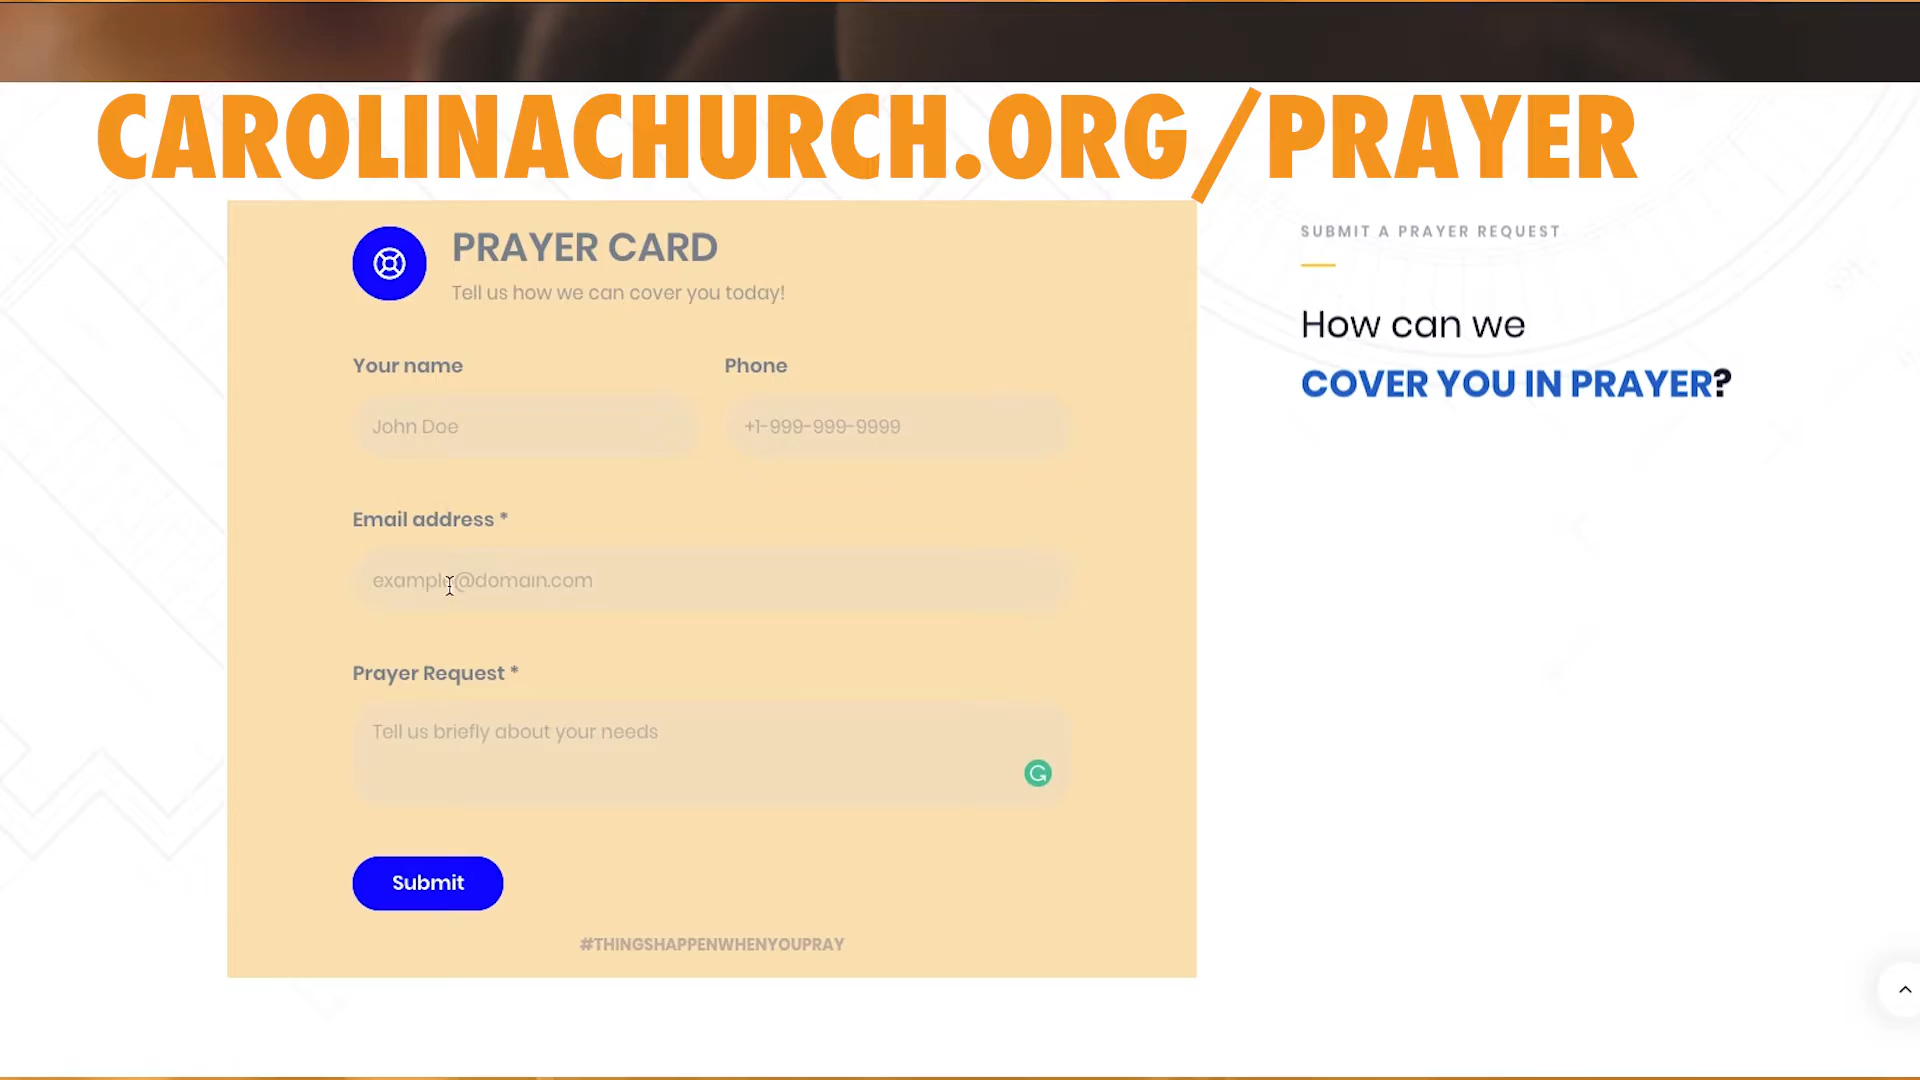 CAROLINACHURCH.ORG/PRAYER
PRAYER CARD
Tell us how we can cover you today!
Your name
Phone
John Doe
+1-999-999-9999
Email address *
example@domain.com
Prayer Request *
Tell us briefly about your needs
Submit
#THINGSHAPPENWHENYOUPRAY
SUBMIT A PRAYER REQUEST
How can we
COVER YOU IN PRAYER?